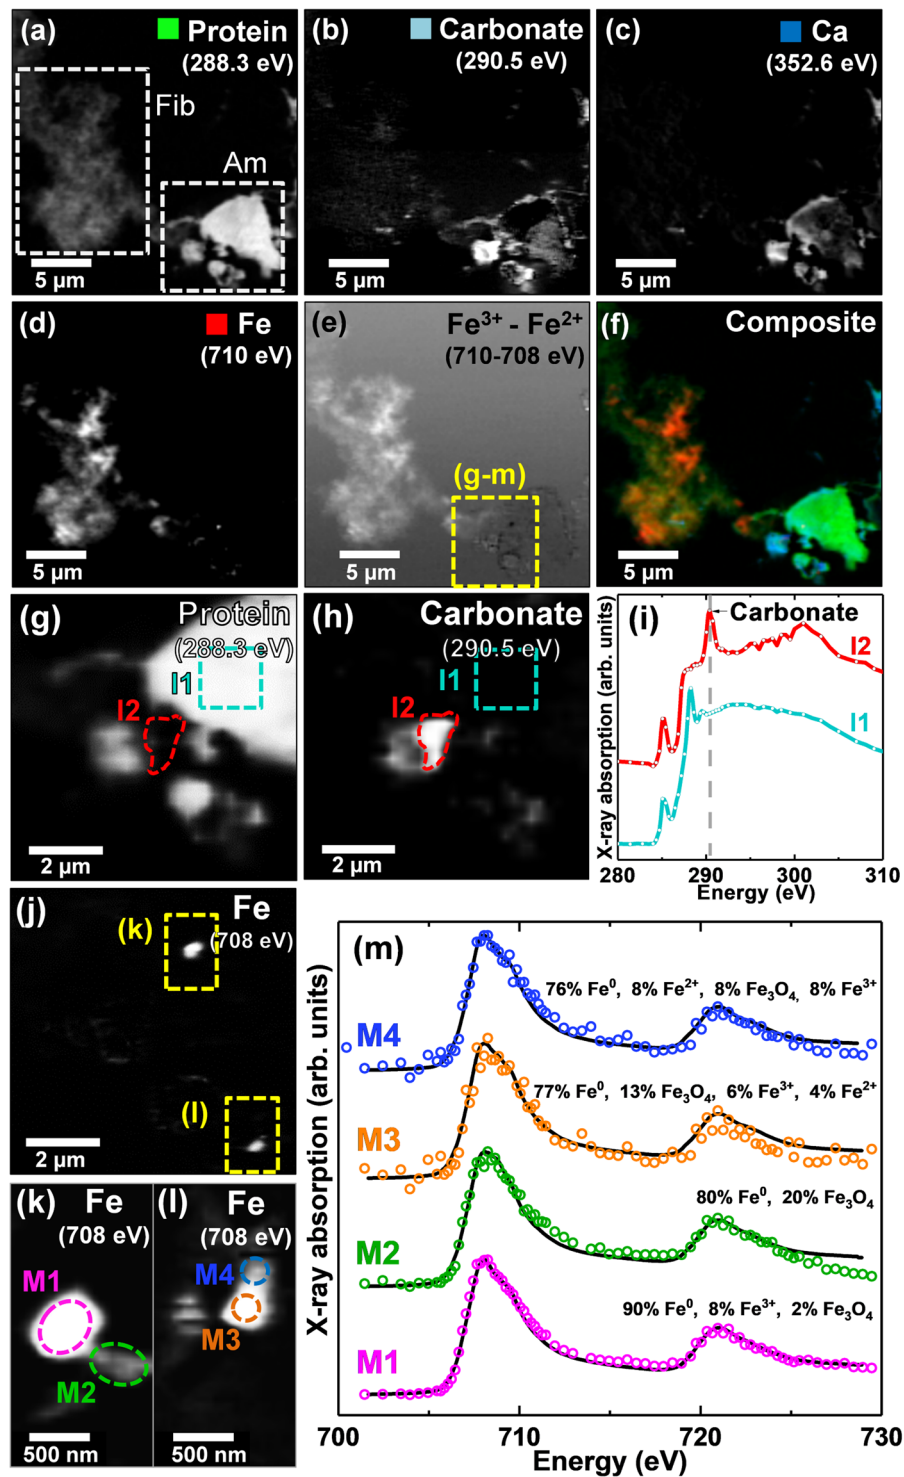 (a) Protein
(288.3 eV)
Fib
Am
5 μm
(b) Carbonate
(290.5 eV)
5 μm
(c) Ca
(352.6 eV)
5 μm
(d) Fe
(710 eV)
5 μm
(e) Fe³⁺ - Fe²⁺
(710-708 eV)
(g-m)
5 μm
(f) Composite
5 μm
(g) Protein
(288.3 eV)
I1
I2
2 μm
(h) Carbonate
(290.5 eV)
I1
I2
2 μm
(i) Carbonate
I2
I1
X-ray absorption (arb. units)
280 290 300 310
Energy (eV)
(j) Fe
(k) (708 eV)
(l)
2 μm
(k) Fe
(708 eV)
M1
M2
500 nm
(l) Fe
(708 eV)
M4
M3
500 nm
(m)
76% Fe⁰, 8% Fe²⁺, 8% Fe₃O₄, 8% Fe³⁺
M4
77% Fe⁰, 13% Fe₃O₄, 6% Fe³⁺, 4% Fe²⁺
M3
80% Fe⁰, 20% Fe₃O₄
M2
90% Fe⁰, 8% Fe³⁺, 2% Fe₃O₄
M1
X-ray absorption (arb. units)
700 710 720 730
Energy (eV)